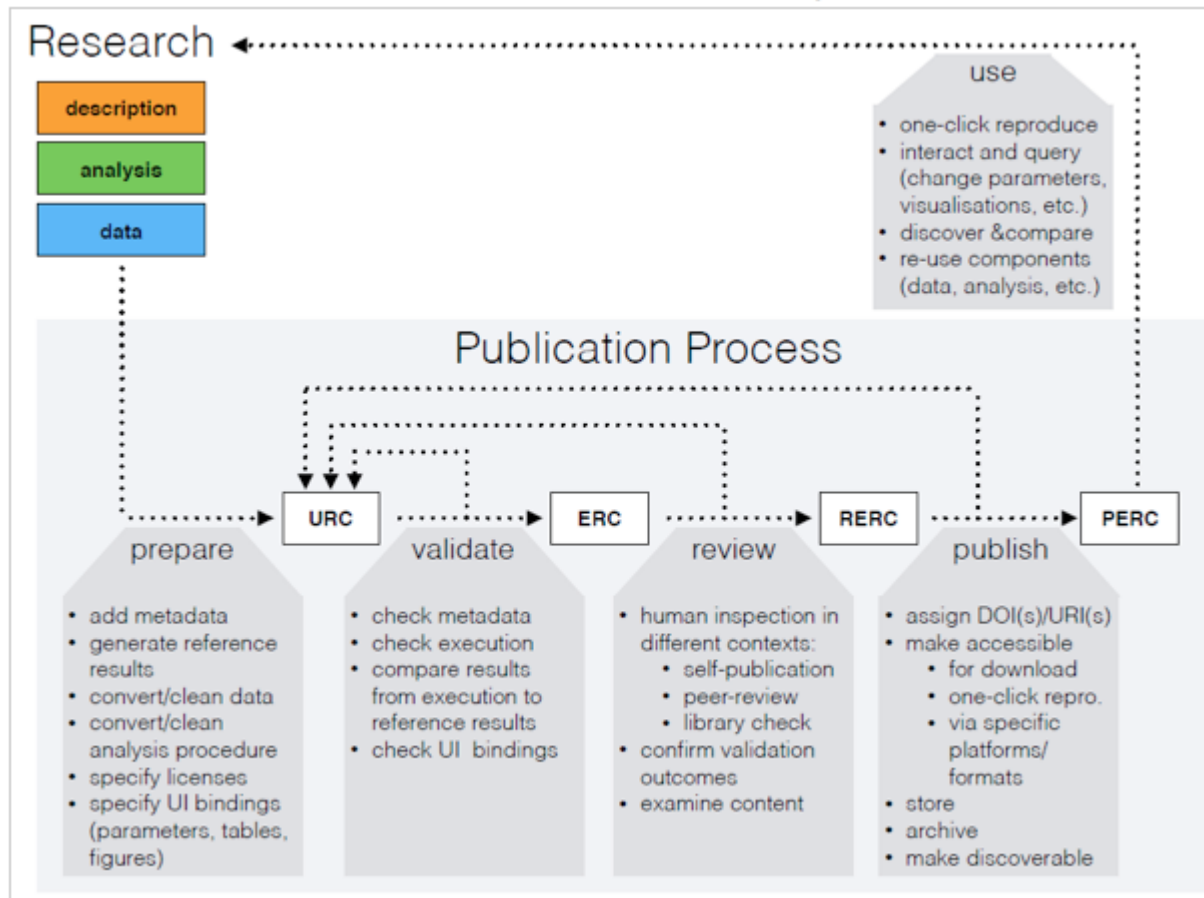 Research
description
analysis
data
use
• one-click reproduce
• interact and query
(change parameters,
visualisations, etc.)
• discover &compare
• re-use components
(data, analysis, etc.)
Publication Process
URC
ERC
RERC
PERC
prepare
• add metadata
• generate reference
results
• convert/clean data
• convert/clean
analysis procedure
• specify licenses
• specify UI bindings
(parameters, tables,
figures)
validate
• check metadata
• check execution
• compare results
from execution to
reference results
• check UI bindings
review
• human inspection in
different contexts:
• self-publication
• peer-review
• library check
• confirm validation
outcomes
• examine content
publish
• assign DOI(s)/URI(s)
• make accessible
• for download
• one-click repro.
• via specific
platforms/
formats
• store
• archive
• make discoverable